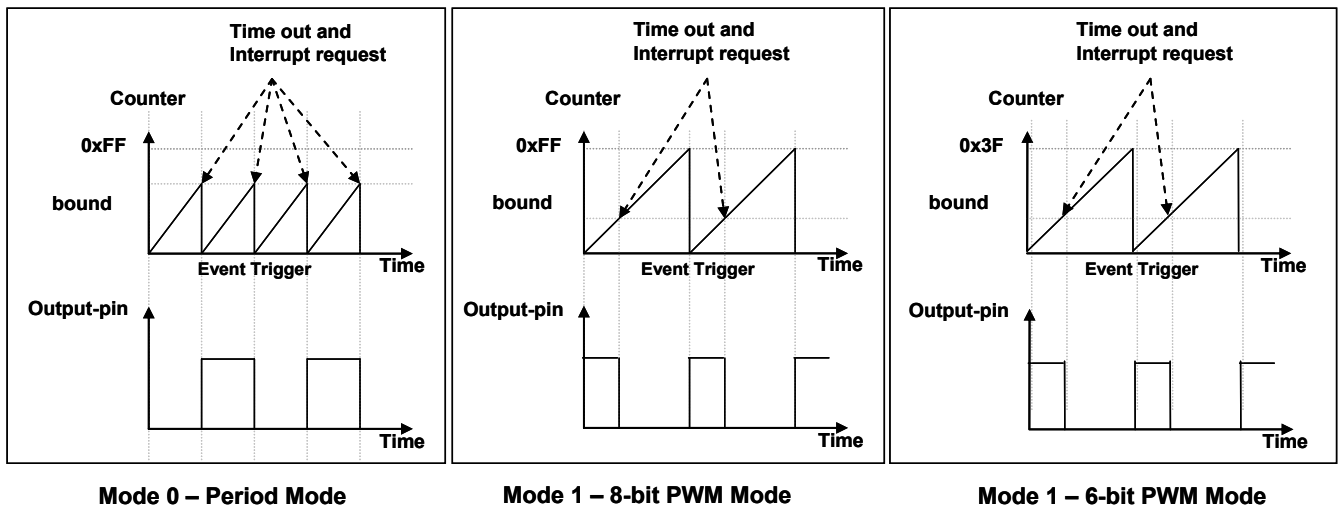 Time out and
Interrupt request
Counter
0xFF
bound
Event Trigger
Time
Output-pin
Time
Mode 0 – Period Mode
Time out and
Interrupt request
Counter
0xFF
bound
Event Trigger
Time
Output-pin
Time
Mode 1 – 8-bit PWM Mode
Time out and
Interrupt request
Counter
0x3F
bound
Event Trigger
Time
Output-pin
Time
Mode 1 – 6-bit PWM Mode